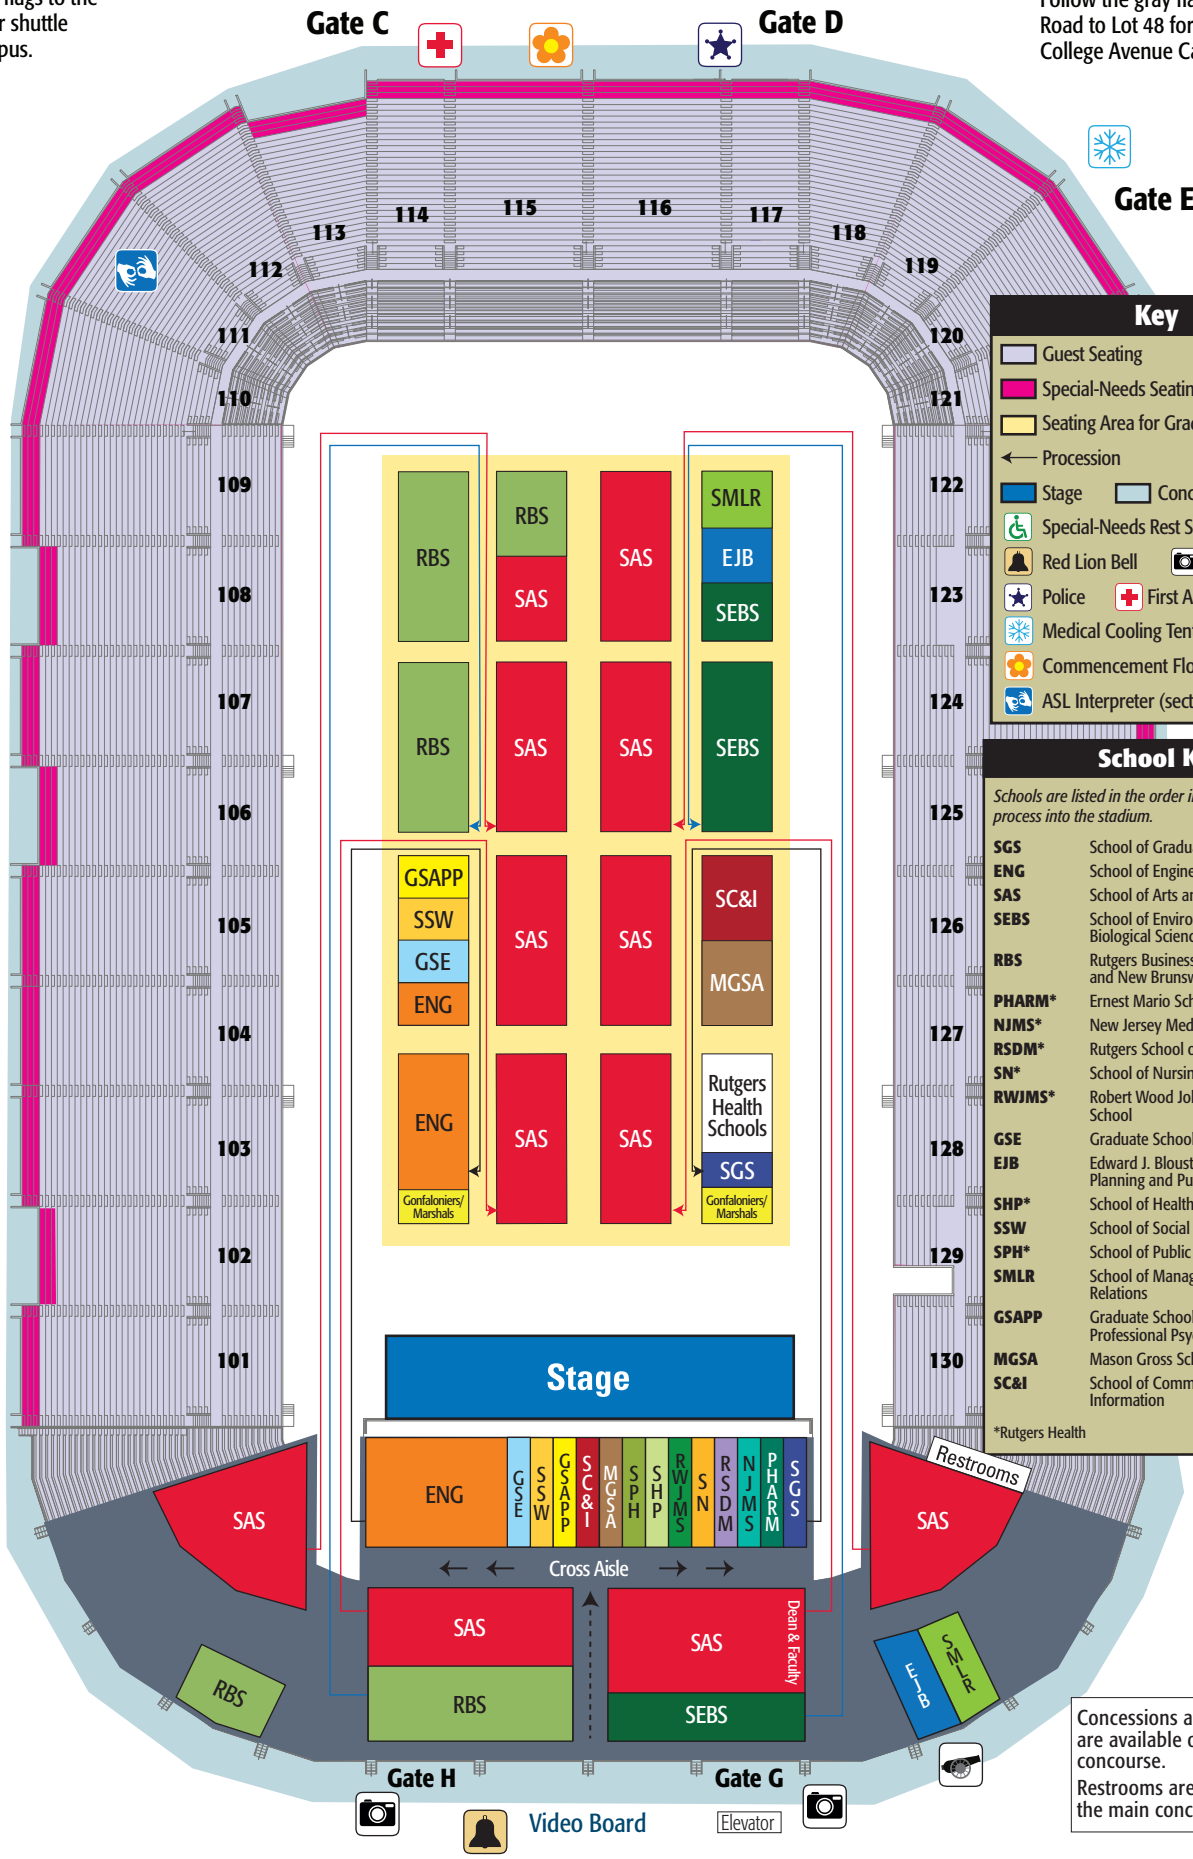 flags to the
r shuttle
pus.
Gate C
Gate D
Follow the gray
Road to Lot 48 for
College Avenue
Gate E
114
115
116
117
113
118
112
119
111
120
110
121
109
122
108
123
107
124
106
125
105
126
104
127
103
128
102
129
101
130
Key
Guest Seating
Special-Needs Seatin
Seating Area for Gra
Procession
Stage
Conc
Special-Needs Rest S
Red Lion Bell
Police
First A
Medical Cooling Ten
Commencement Flo
ASL Interpreter (sect
School K
Schools are listed in the order i
process into the stadium.
SGS School of Gradu
ENG School of Engine
SAS School of Arts a
SEBS School of Enviro
Biological Scienc
RBS Rutgers Business
and New Brunsw
PHARM* Ernest Mario Sch
NJMS* New Jersey Med
RSDM* Rutgers School o
SN* School of Nursin
RWJMS* Robert Wood Jo
School
GSE Graduate School
EJB Edward J. Bloust
Planning and Pu
SHP* School of Health
SSW School of Social
SPH* School of Public
SMLR School of Manag
Relations
GSAPP Graduate School
Professional Psy
MGSA Mason Gross Sch
SC&I School of Comm
Information
*Rutgers Health
RBS
RBS
SAS
SAS
SMLR
EJB
SEBS
RBS
SAS
SAS
SEBS
GSAPP
SSW
GSE
ENG
SAS
SAS
SC&I
MGSA
ENG
Gonfaloniers/
Marshals
SAS
SAS
Rutgers
Health
Schools
SGS
Gonfaloniers/
Marshals
Stage
SAS
ENG
GSE
SSW
GSAPP
SC&I
MGSA
SPH
SHP
RWJMS
SN
RSDM
NJMS
PHARM
SGS
SAS
Restrooms
Cross Aisle
SAS
RBS
SAS
Dean & Faculty
SEBS
RBS
EJB
SMLR
Gate H
Gate G
Video Board
Elevator
Concessions a
are available
concourse.
Restrooms are
the main conc